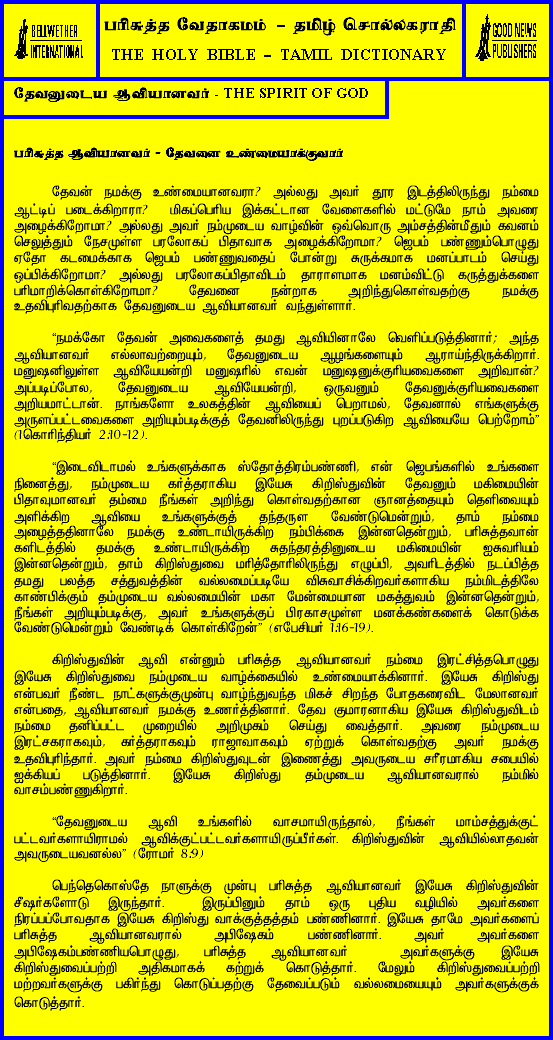 BELLWETHER
INTERNATIONAL
பரிசுத்த வேதாகமம் – தமிழ் சொல்லகராதி
THE HOLY BIBLE – TAMIL DICTIONARY
GOOD NEWS
PUBLISHERS
தேவனுடைய ஆவியானவர் - THE SPIRIT OF GOD
பரிசுத்த ஆவியானவர் - தேவனை உண்மையாக்குவார்
தேவன் நமக்கு உண்மையானவரா? அல்லது அவர் தூர இடத்திலிருந்து நம்மை
ஆட்டிப் படைக்கிறாரா? மிகப்பெரிய இக்கட்டான வேளைகளில் மட்டுமே நாம் அவரை
அழைக்கிறோமா? அல்லது அவர் நம்முடைய வாழ்வின் ஒவ்வொரு அம்சத்தின்மீதும் கவனம்
செலுத்தும் நேசமுள்ள பரலோகப் பிதாவாக அழைக்கிறோமா? ஜெபம் பண்ணும்பொழுது
ஏதோ கடமைக்காக ஜெபம் பண்ணுவதைப் போன்று சுருக்கமாக மனப்பாடம் செய்து
ஒப்பிக்கிறோமா? அல்லது பரலோகப்பிதாவிடம் தாராளமாக மனம்விட்டு கருத்துக்களை
பரிமாறிக்கொள்கிறோமா? தேவனை நன்றாக அறிந்துகொள்வதற்கு நமக்கு
உதவிபுரிவதற்காக தேவனுடைய ஆவியானவர் வந்துள்ளார்.
“நமக்கோ தேவன் அவைகளைத் தமது ஆவியினாலே வெளிப்படுத்தினார்; அந்த
ஆவியானவர் எல்லாவற்றையும், தேவனுடைய ஆழங்களையும் ஆராய்ந்திருக்கிறார்.
மனுஷனிலுள்ள ஆவியேயன்றி மனுஷரில் எவன் மனுஷனுக்குரியவைகளை அறிவான்?
அப்படிப்போல, தேவனுடைய ஆவியேயன்றி, ஒருவனும் தேவனுக்குரியவைகளை
அறியமாட்டான். நாங்களோ உலகத்தின் ஆவியைப் பெறாமல், தேவனால் எங்களுக்கு
அருளப்பட்டவைகளை அறியும்படிக்குத் தேவனிலிருந்து புறப்படுகிற ஆவியையே பெற்றோம்”
(1கொரிந்தியர் 2:10-12).
“இடைவிடாமல் உங்களுக்காக ஸ்தோத்திரம்பண்ணி, என் ஜெபங்களில் உங்களை
நினைத்து, நம்முடைய கர்த்தராகிய இயேசு கிறிஸ்துவின் தேவனும் மகிமையின்
பிதாவுமானவர் தம்மை நீங்கள் அறிந்து கொள்வதற்கான ஞானத்தையும் தெளிவையும்
அளிக்கிற ஆவியை உங்களுக்குத் தந்தருள வேண்டுமென்றும், தாம் நம்மை
அழைத்ததினாலே நமக்கு உண்டாயிருக்கிற நம்பிக்கை இன்னதென்றும், பரிசுத்தவான்
களிடத்தில் தமக்கு உண்டாயிருக்கிற சுதந்தரத்தினுடைய மகிமையின் ஐசுவரியம்
இன்னதென்றும், தாம் கிறிஸ்துவை மரித்தோரிலிருந்து எழுப்பி, அவரிடத்தில் நடப்பித்த
தமது பலத்த சத்துவத்தின் வல்லமைப்படியே விசுவாசிக்கிறவர்களாகிய நம்மிடத்திலே
காண்பிக்கும் தம்முடைய வல்லமையின் மகா மேன்மையான மகத்துவம் இன்னதென்றும்,
நீங்கள் அறியும்படிக்கு, அவர் உங்களுக்குப் பிரகாசமுள்ள மனக்கண்களைக் கொடுக்க
வேண்டுமென்றும் வேண்டிக் கொள்கிறேன்” (எபேசியர் 1:16-19).
கிறிஸ்துவின் ஆவி என்னும் பரிசுத்த ஆவியானவர் நம்மை இரட்சித்தபொழுது
இயேசு கிறிஸ்துவை நம்முடைய வாழ்க்கையில் உண்மையாக்கினார். இயேசு கிறிஸ்து
என்பவர் நீண்ட நாட்களுக்குமுன்பு வாழ்ந்துவந்த மிகச் சிறந்த போதகரைவிட மேலானவர்
என்பதை, ஆவியானவர் நமக்கு உணர்த்தினார். தேவ குமாரனாகிய இயேசு கிறிஸ்துவிடம்
நம்மை தனிப்பட்ட முறையில் அறிமுகம் செய்து வைத்தார். அவரை நம்முடைய
இரட்சகராகவும், கர்த்தராகவும் ராஜாவாகவும் ஏற்றுக் கொள்வதற்கு அவர் நமக்கு
உதவிபுரிந்தார். அவர் நம்மை கிறிஸ்துவுடன் இணைத்து அவருடைய சரீரமாகிய சபையில்
ஐக்கியப் படுத்தினார். இயேசு கிறிஸ்து தம்முடைய ஆவியானவரால் நம்மில்
வாசம்பண்ணுகிறார்.
“தேவனுடைய ஆவி உங்களில் வாசமாயிருந்தால், நீங்கள் மாம்சத்துக்குட்
பட்டவர்களாயிராமல் ஆவிக்குட்பட்டவர்களாயிருப்பீர்கள். கிறிஸ்துவின் ஆவியில்லாதவன்
அவருடையவனல்ல” (ரோமர் 8:9)
பெந்தெகொஸ்தே நாளுக்கு முன்பு பரிசுத்த ஆவியானவர் இயேசு கிறிஸ்துவின்
சீஷர்களோடு இருந்தார். இருப்பினும் தாம் ஒரு புதிய வழியில் அவர்களை
நிரப்பப்போவதாக இயேசு கிறிஸ்து வாக்குத்தத்தம் பண்ணினார். இயேசு தாமே அவர்களைப்
பரிசுத்த ஆவியானவரால் அபிஷேகம் பண்ணினார். அவர் அவர்களை
அபிஷேகம்பண்ணியபொழுது, பரிசுத்த ஆவியானவர் அவர்களுக்கு இயேசு
கிறிஸ்துவைப்பற்றி அதிகமாகக் கற்றுக் கொடுத்தார். மேலும் கிறிஸ்துவைப்பற்றி
மற்றவர்களுக்கு பகிர்ந்து கொடுப்பதற்கு தேவைப்படும் வல்லமையையும் அவர்களுக்குக்
கொடுத்தார்.